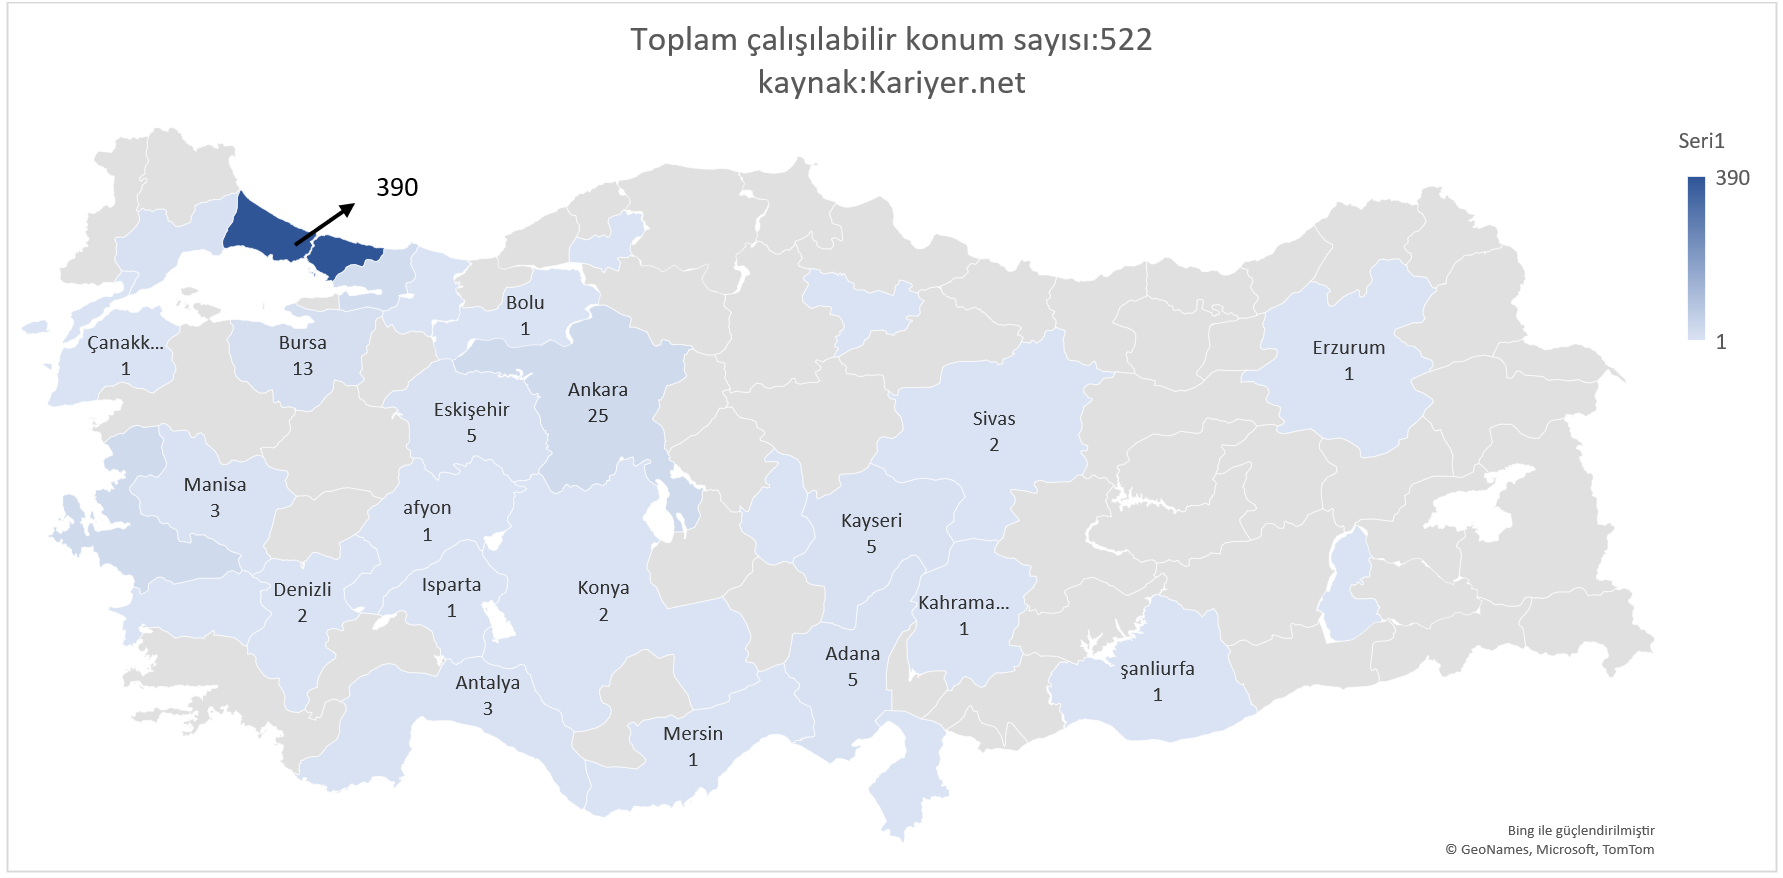 Toplam çalışılabilir konum sayısı:522
kaynak:Kariyer.net
Seri1
390
1
390
Bolu
1
Çanakk...
1
Bursa
13
Ankara
25
Eskişehir
5
Erzurum
1
Sivas
2
Manisa
3
afyon
1
Kayseri
5
Denizli
2
Isparta
1
Konya
2
Kahrama...
1
Adana
5
şanliurfa
1
Antalya
3
Mersin
1
Bing ile güçlendirilmiştir
© GeoNames, Microsoft, TomTom